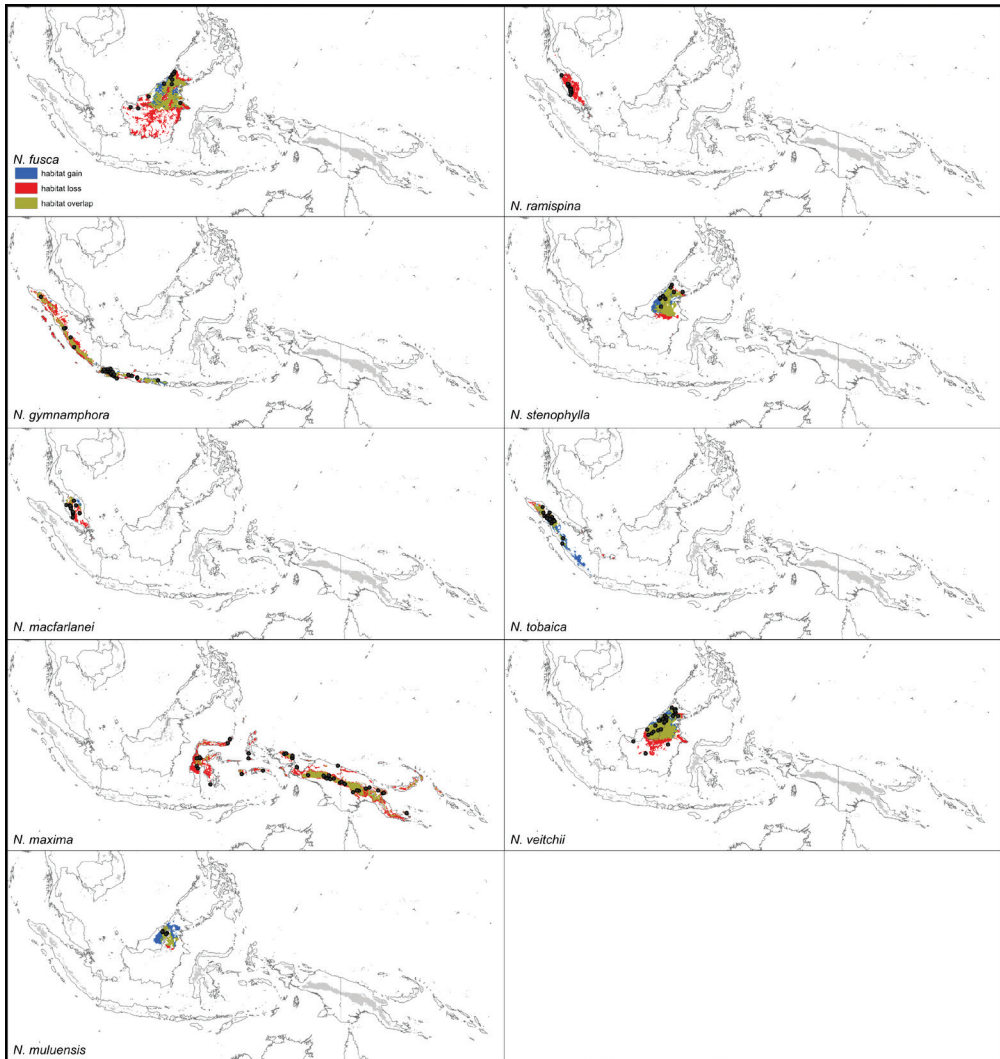 N. fusca
habitat gain
habitat loss
habitat overlap
N. ramispina
N. gymnamphora
N. stenophylla
N. macfarlanei
N. tobaica
N. maxima
N. veitchii
N. muluensis